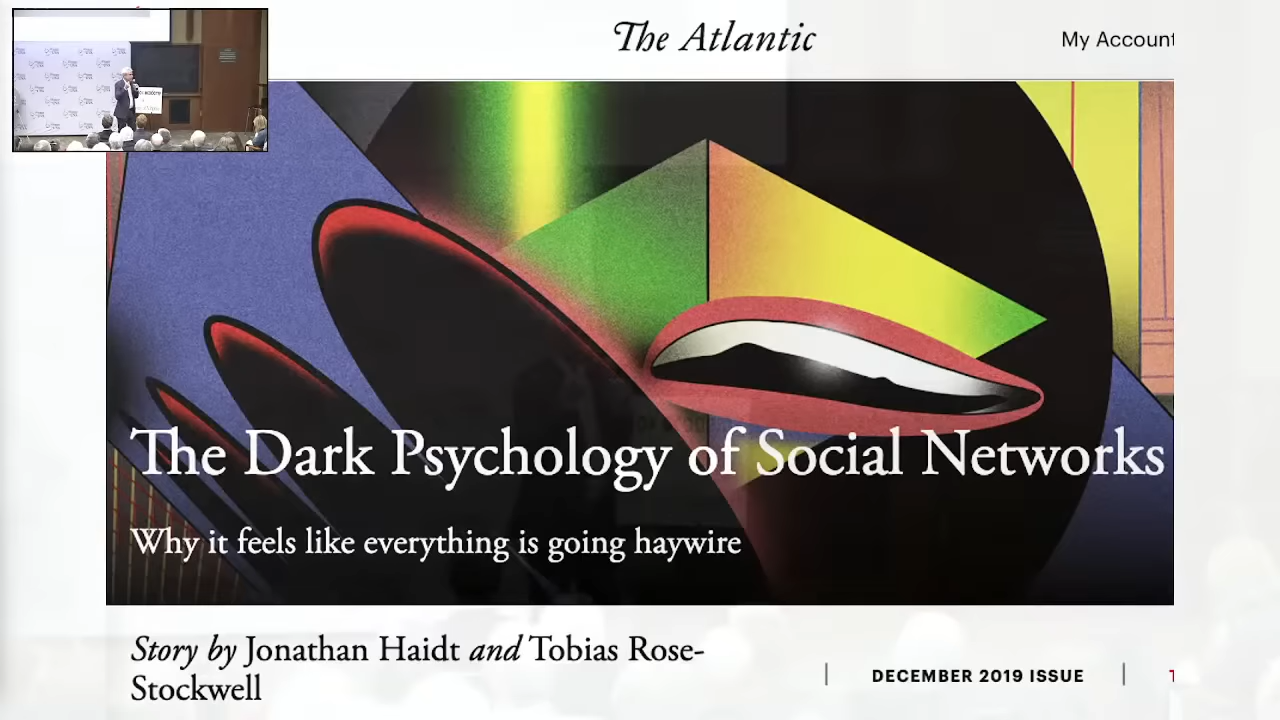 The Atlantic
My Account
The Dark Psychology of Social Networks
Why it feels like everything is going haywire
Story by Jonathan Haidt and Tobias Rose-
Stockwell
| DECEMBER 2019 ISSUE |